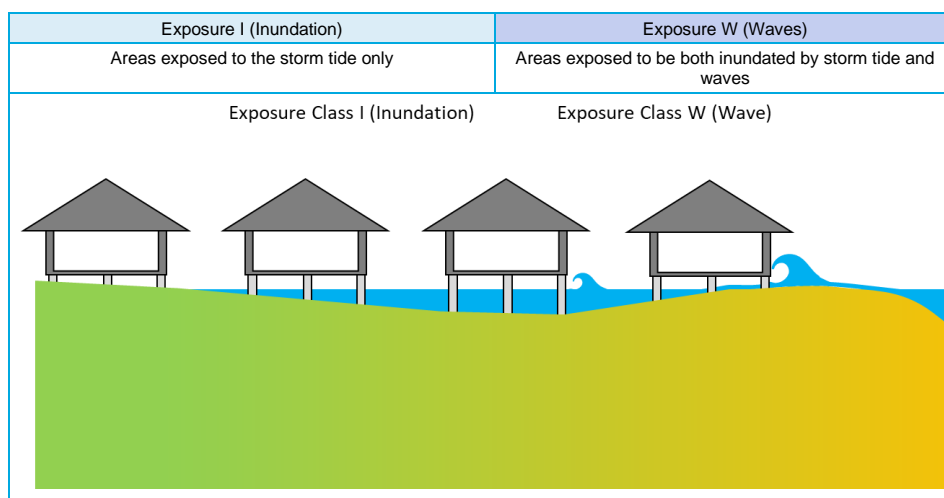 Exposure I (Inundation)
Exposure W (Waves)
Areas exposed to the storm tide only
Areas exposed to be both inundated by storm tide and
waves
Exposure Class I (Inundation)
Exposure Class W (Wave)